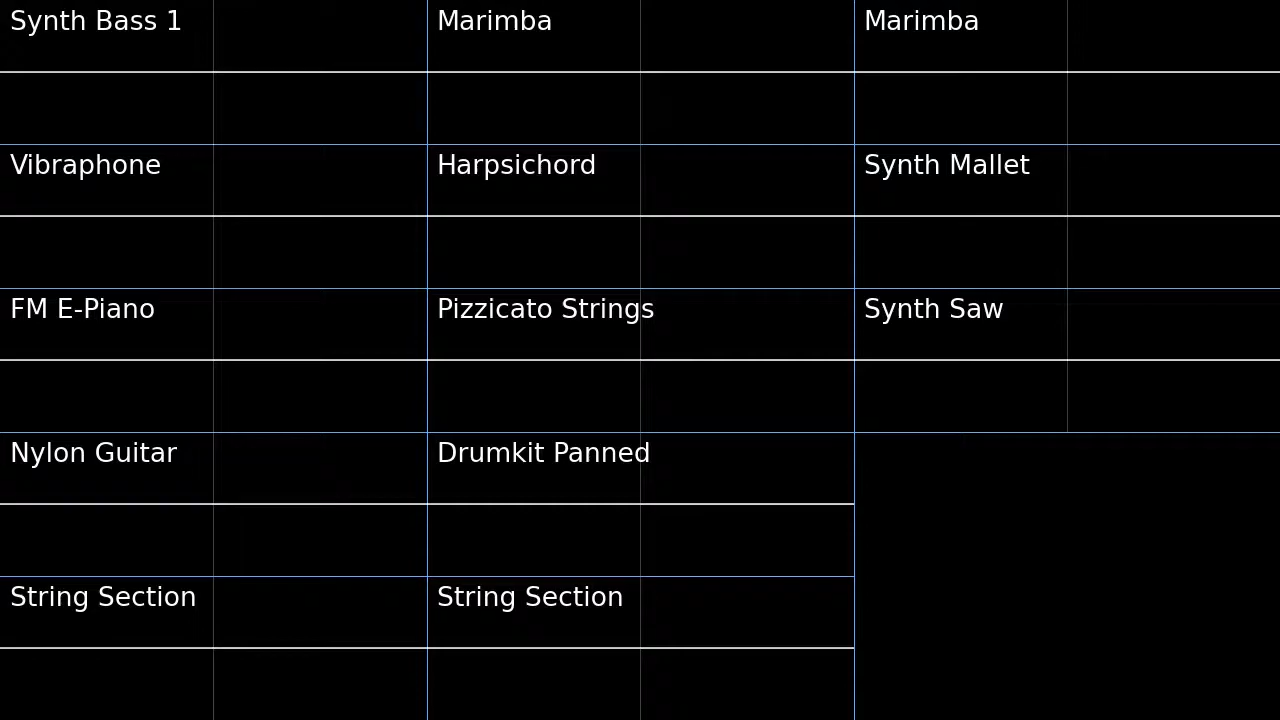 Synth Bass 1
Marimba
Marimba
Vibraphone
Harpsichord
Synth Mallet
FM E-Piano
Pizzicato Strings
Synth Saw
Nylon Guitar
Drumkit Panned
String Section
String Section